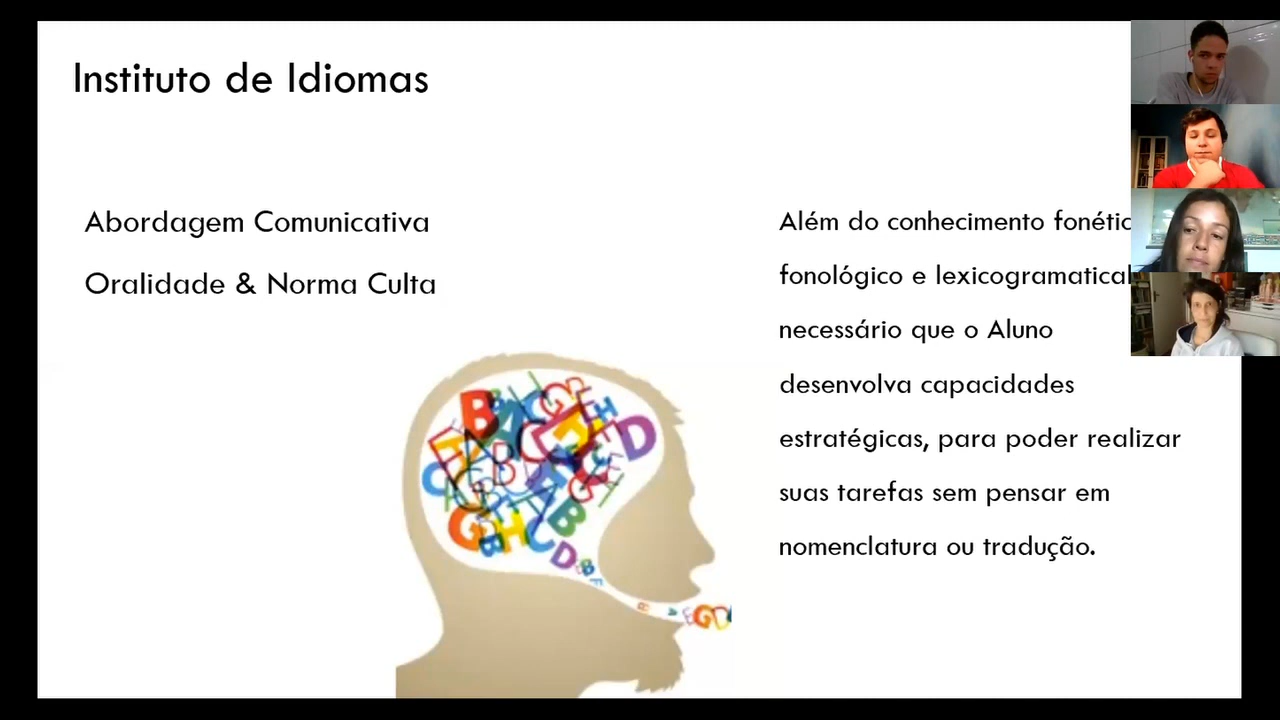 Instituto de Idiomas
Abordagem Comunicativa
Oralidade & Norma Culta
Além do conhecimento
fonológico e lexicogramatical
necessário que o Aluno
desenvolva capacidades
estratégicas, para poder realizar
suas tarefas sem pensar em
nomenclatura ou tradução.